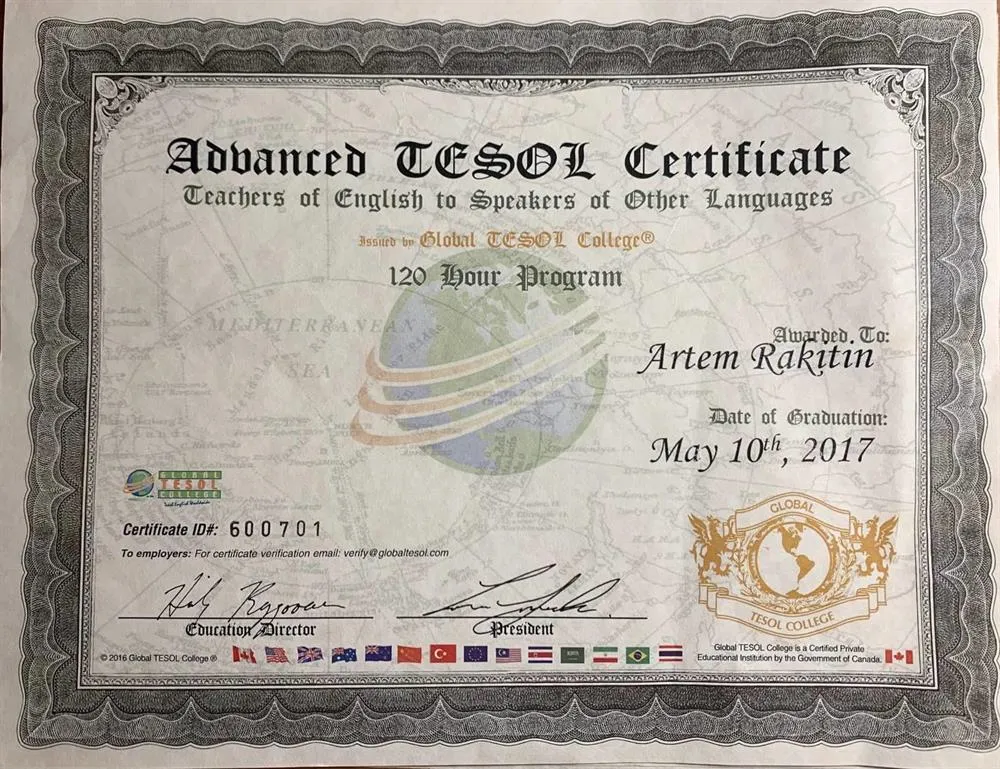 Advanced TESOL Certificate
Teachers of English to Speakers of Other Languages
Issued by Global TESOL College®
120 Hour Program
MEDITERRANEAN
SEA
Awarded To:
Artem Rakitin
Date of Graduation:
May 10th, 2017
GLOBAL
TESOL
COLLEGE
Certificate ID#: 600701
To employers: For certificate verification email: verify@globaltesol.com
GLOBAL
TESOL COLLEGE
Education Director
President
© 2016 Global TESOL College ®
Global TESOL College is a Certified Private
Educational Institution by the Government of Canada.